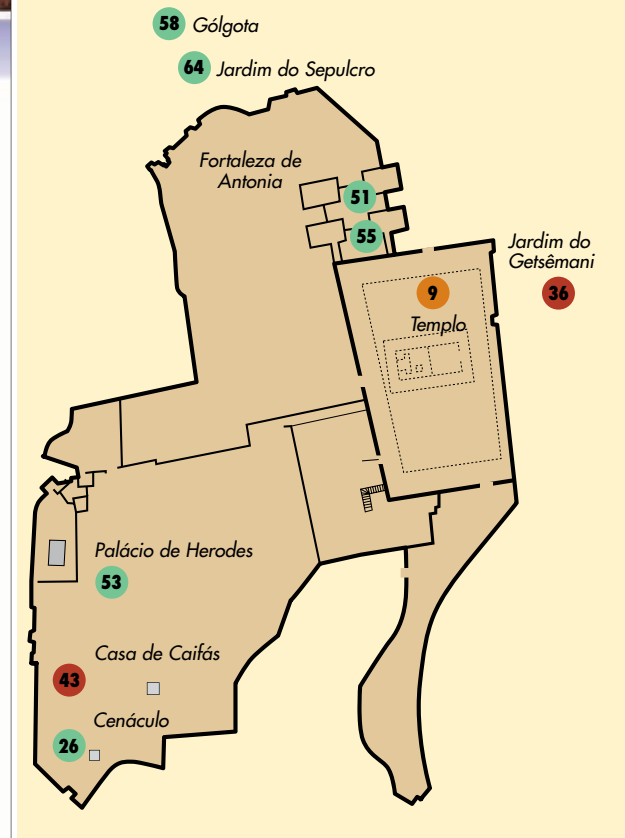 58 Gólgota
64 Jardim do Sepulcro
Fortaleza de
Antonia
51
55
Jardim do
Getsêmani
36
9
Templo
Palácio de Herodes
53
Casa de Caifás
43
Cenáculo
26